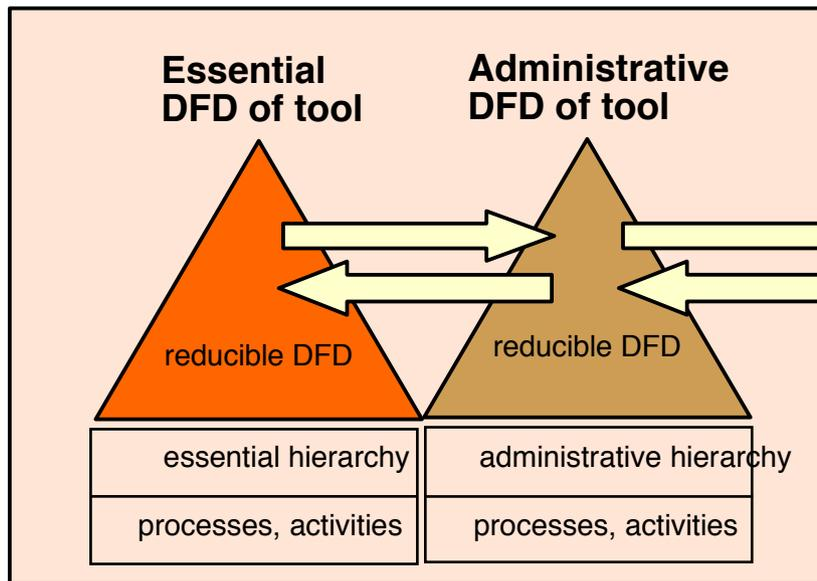 Essential
DFD of tool
Administrative
DFD of tool
reducible DFD
reducible DFD
essential hierarchy
administrative hierarchy
processes, activities
processes, activities